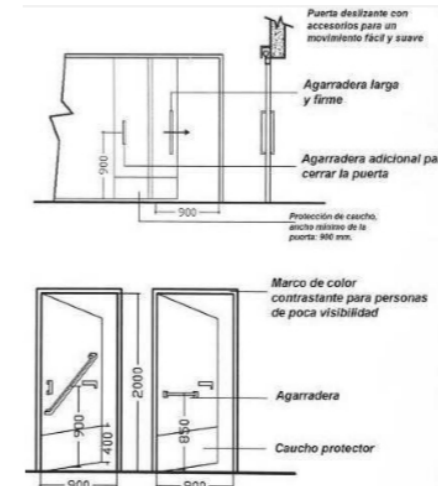 Puerta deslizante con
accesorios para un
movimiento fácil y suave
Agarradera larga
y firme
Agarradera adicional par
cerrar la puerta
900
900
Protección de caucho,
ancho mínimo de la
puerta: 900 mm.
Marco de color
contrastante para personas
de poca visibilidad
2000
Agarradera
900
400
850
Caucho protector
900
900